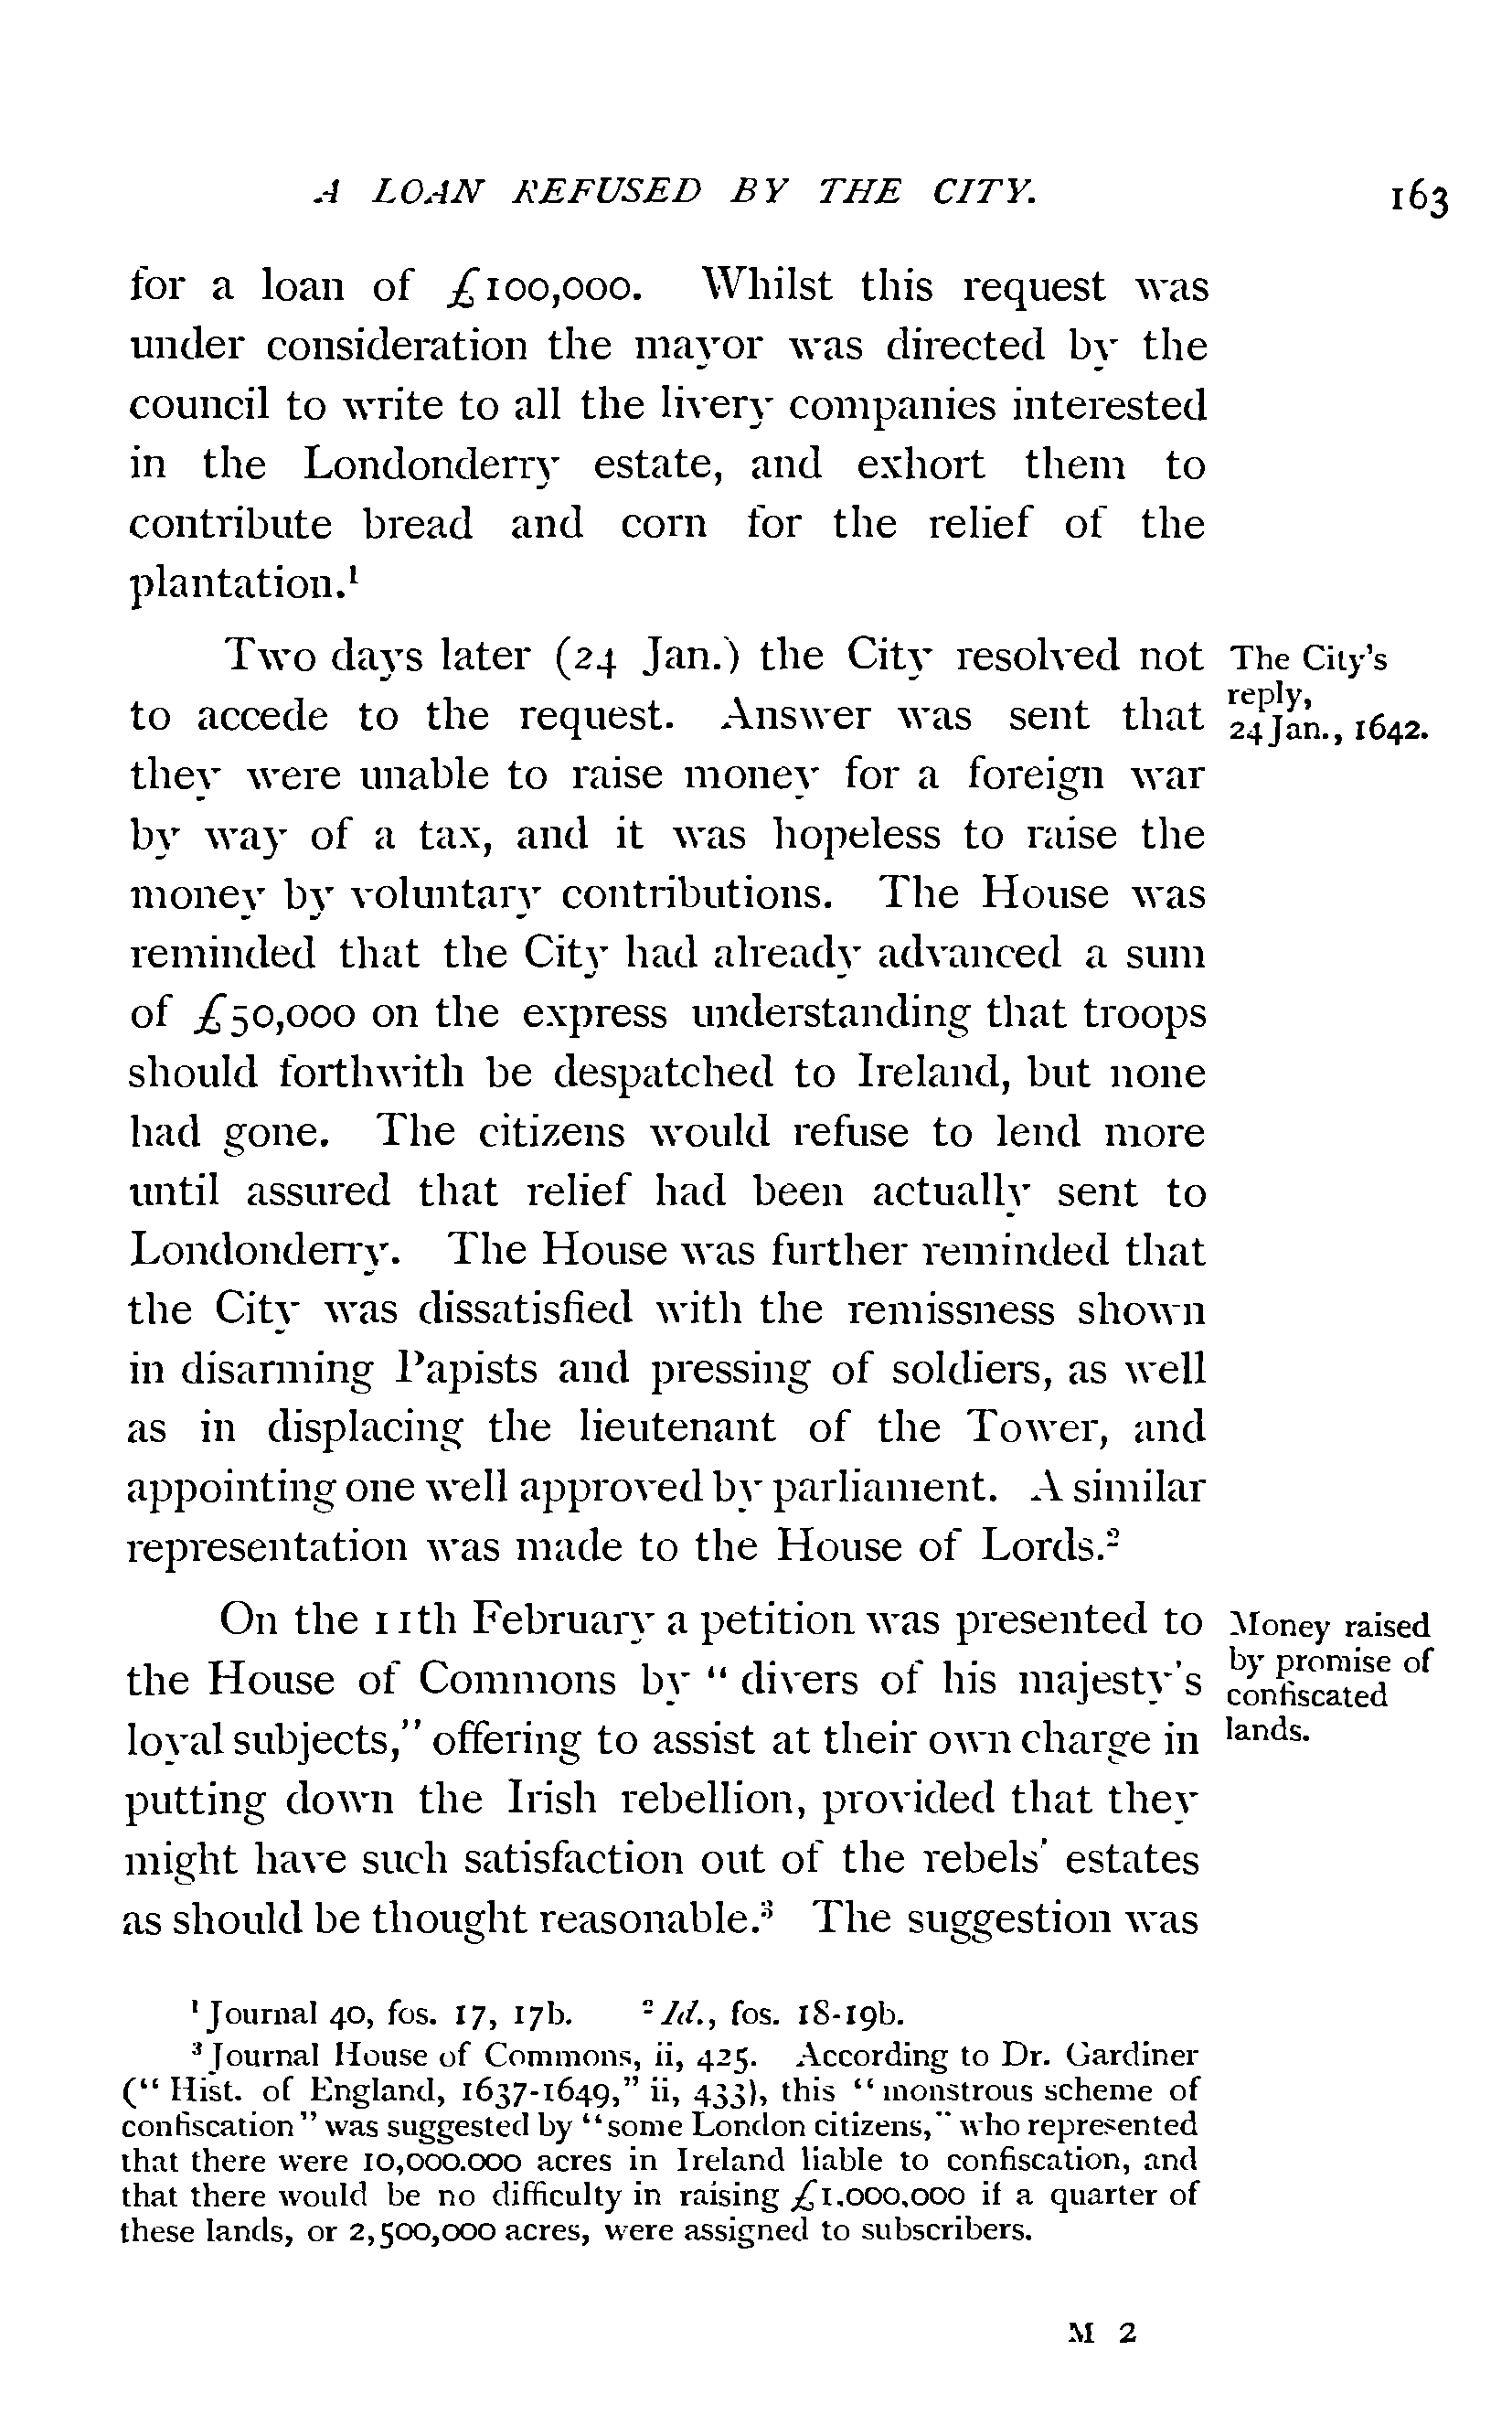 A LOAN REFUSED BY THE CITY. 163
for a loan of £100,000. Whilst this request was
under consideration the mayor was directed by the
council to write to all the livery companies interested
in the Londonderry estate, and exhort them to
contribute bread and corn for the relief of the
plantation.¹
Two days later (24 Jan.) the City resolved not
to accede to the request. Answer was sent that
they were unable to raise money for a foreign war
by way of a tax, and it was hopeless to raise the
money by voluntary contributions. The House was
reminded that the City had already advanced a sum
of £50,000 on the express understanding that troops
should forthwith be despatched to Ireland, but none
had gone. The citizens would refuse to lend more
until assured that relief had been actually sent to
Londonderry. The House was further reminded that
the City was dissatisfied with the remissness shown
in disarming Papists and pressing of soldiers, as well
as in displacing the lieutenant of the Tower, and
appointing one well approved by parliament. A similar
representation was made to the House of Lords.²
The City's
reply,
24 Jan., 1642.
On the 11th February a petition was presented to
the House of Commons by "divers of his majesty's
loyal subjects," offering to assist at their own charge in
putting down the Irish rebellion, provided that they
might have such satisfaction out of the rebels' estates
as should be thought reasonable.³ The suggestion was
Money raised
by promise of
confiscated
lands.
¹ Journal 40, fos. 17, 17b. ² Id., fos. 18-19b.
³ Journal House of Commons, ii, 425. According to Dr. Gardiner
("Hist. of England, 1637-1649," ii, 433), this "monstrous scheme of
confiscation" was suggested by "some London citizens," who represented
that there were 10,000.000 acres in Ireland liable to confiscation, and
that there would be no difficulty in raising £1,000,000 if a quarter of
these lands, or 2,500,000 acres, were assigned to subscribers.
M 2